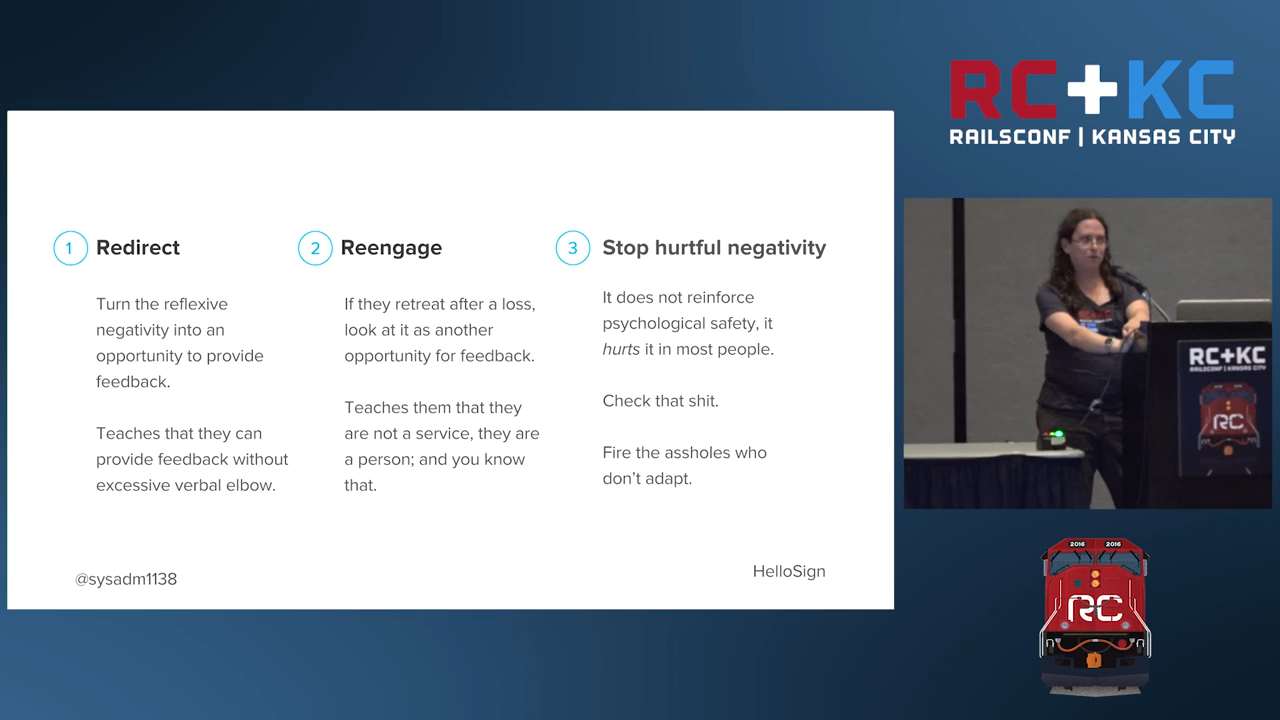 RC+KC
RAILSCONF | KANSAS CITY
1 Redirect
Turn the reflexive
negativity into an
opportunity to provide
feedback.
Teaches that they can
provide feedback without
excessive verbal elbow.
2 Reengage
If they retreat after a loss,
look at it as another
opportunity for feedback.
Teaches them that they
are not a service, they are
a person; and you know
that.
3 Stop hurtful negativity
It does not reinforce
psychological safety, it
hurts it in most people.
Check that shit.
Fire the assholes who
don’t adapt.
@sysadm1138
HelloSign
RC+KC
RAILSCONF | KANSAS CITY
RC
2016 2016
RC